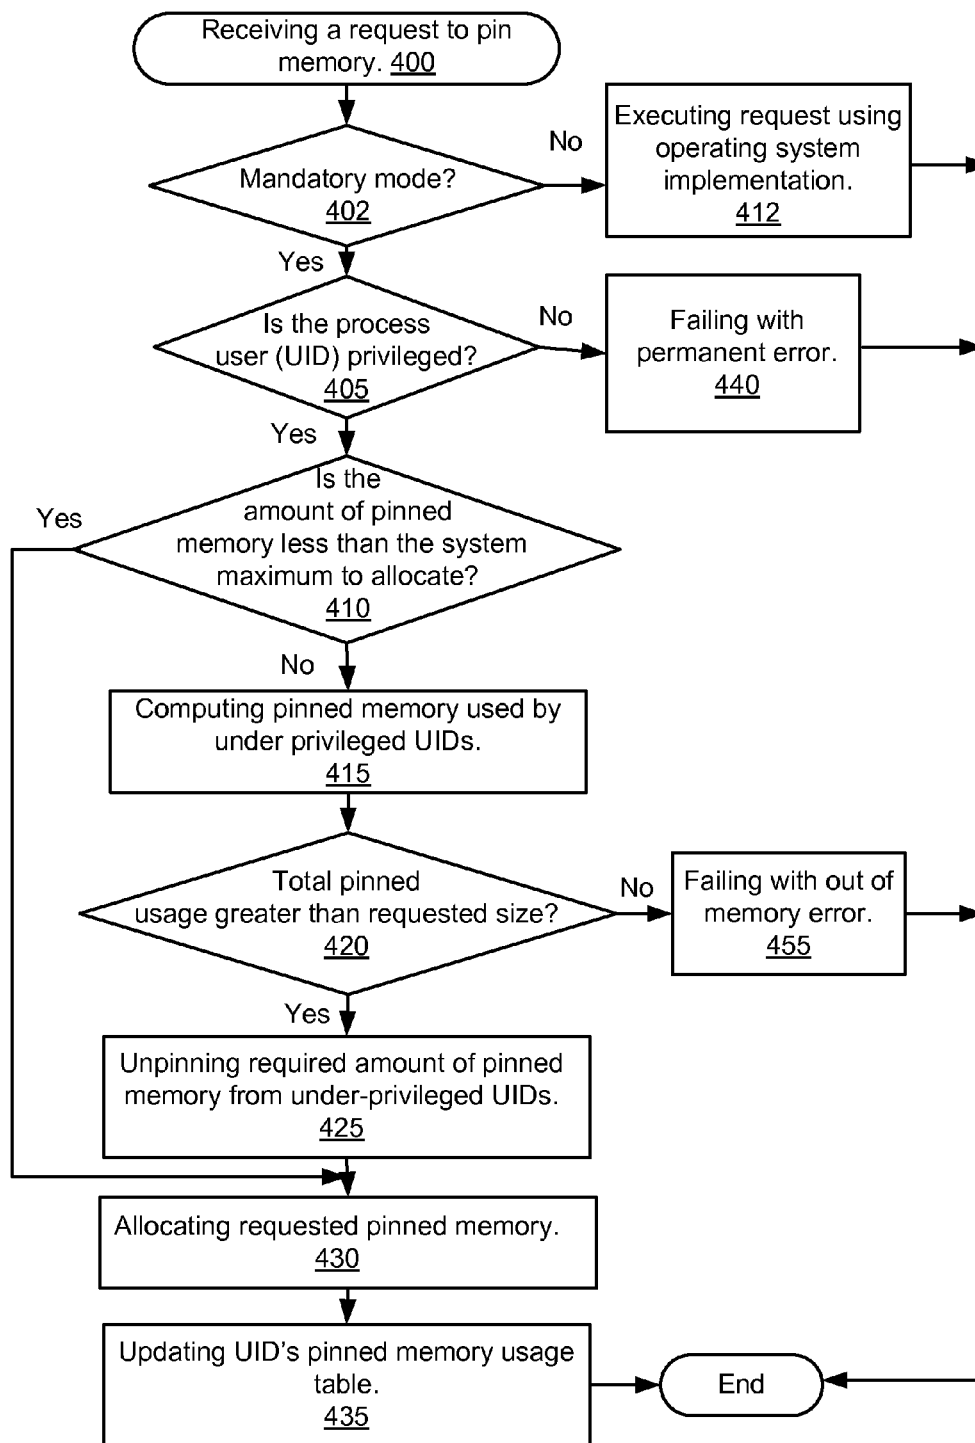 Receiving a request to pin
memory. 400
Mandatory mode?
402
No
Executing request using
operating system
implementation.
412
Yes
Is the process
user (UID) privileged?
405
No
Failing with
permanent error.
440
Yes
Is the
amount of pinned
memory less than the system
maximum to allocate?
410
Yes
No
Computing pinned memory used by
under privileged UIDs.
415
Total pinned
usage greater than requested size?
420
No
Failing with out of
memory error.
455
Yes
Unpinning required amount of pinned
memory from under-privileged UIDs.
425
Allocating requested pinned memory.
430
Updating UID's pinned memory usage
table.
435
End